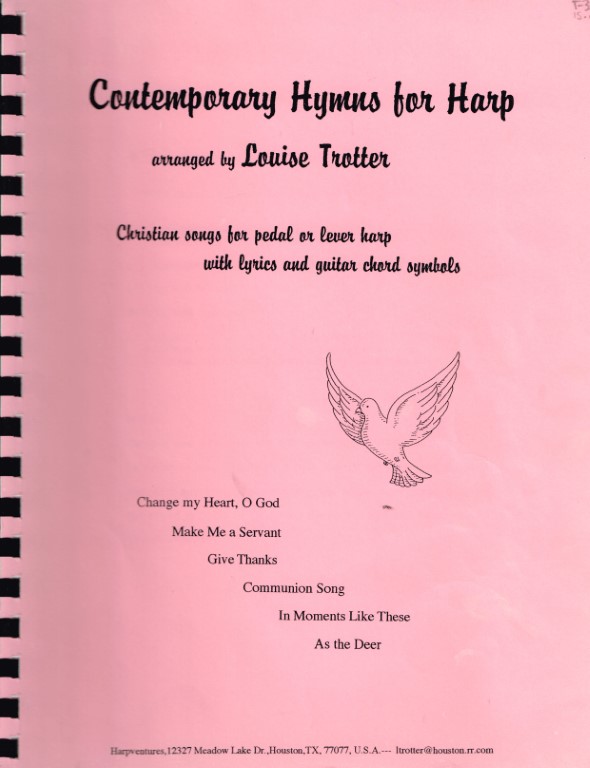 Contemporary Hymns for Harp
arranged by Louise Trotter
Christian songs for pedal or lever harp
with lyrics and guitar chord symbols
Change my Heart, O God
Make Me a Servant
Give Thanks
Communion Song
In Moments Like These
As the Deer
Harpventures,12327 Meadow Lake Dr.,Houston,TX, 77077, U.S.A.--- ltrotter@houston.rr.com